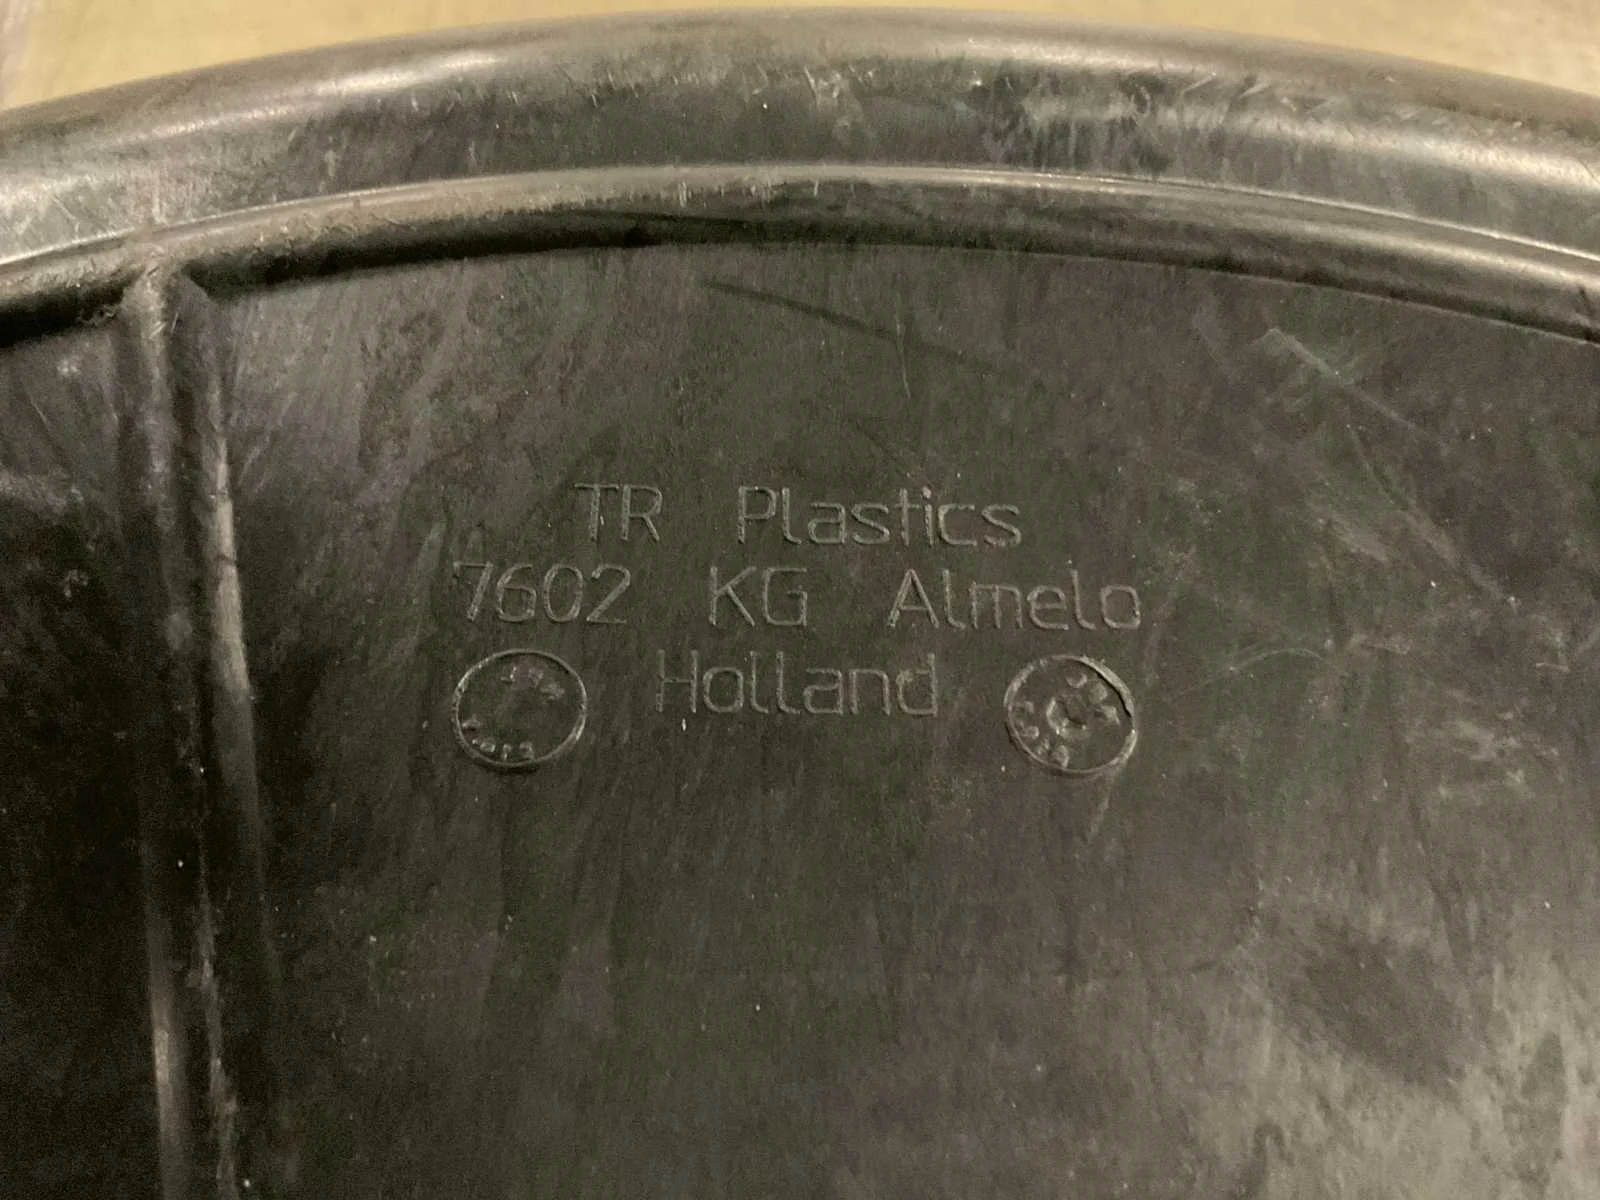 TR Plastics
7602 KG Almelo
Holland